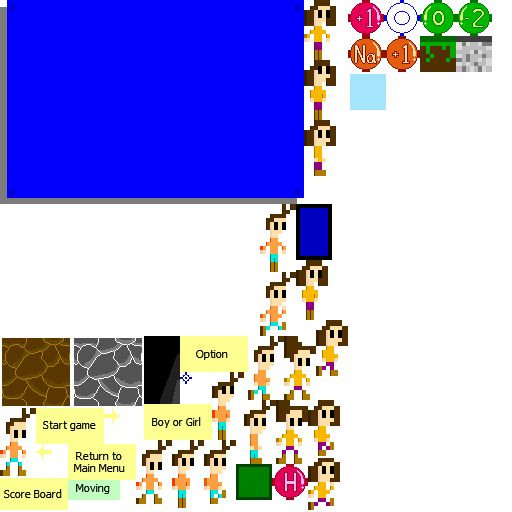 +1 O -2
Na +1
Option
Start game
Boy or Girl
Return to
Main Menu
Moving
Score Board
H